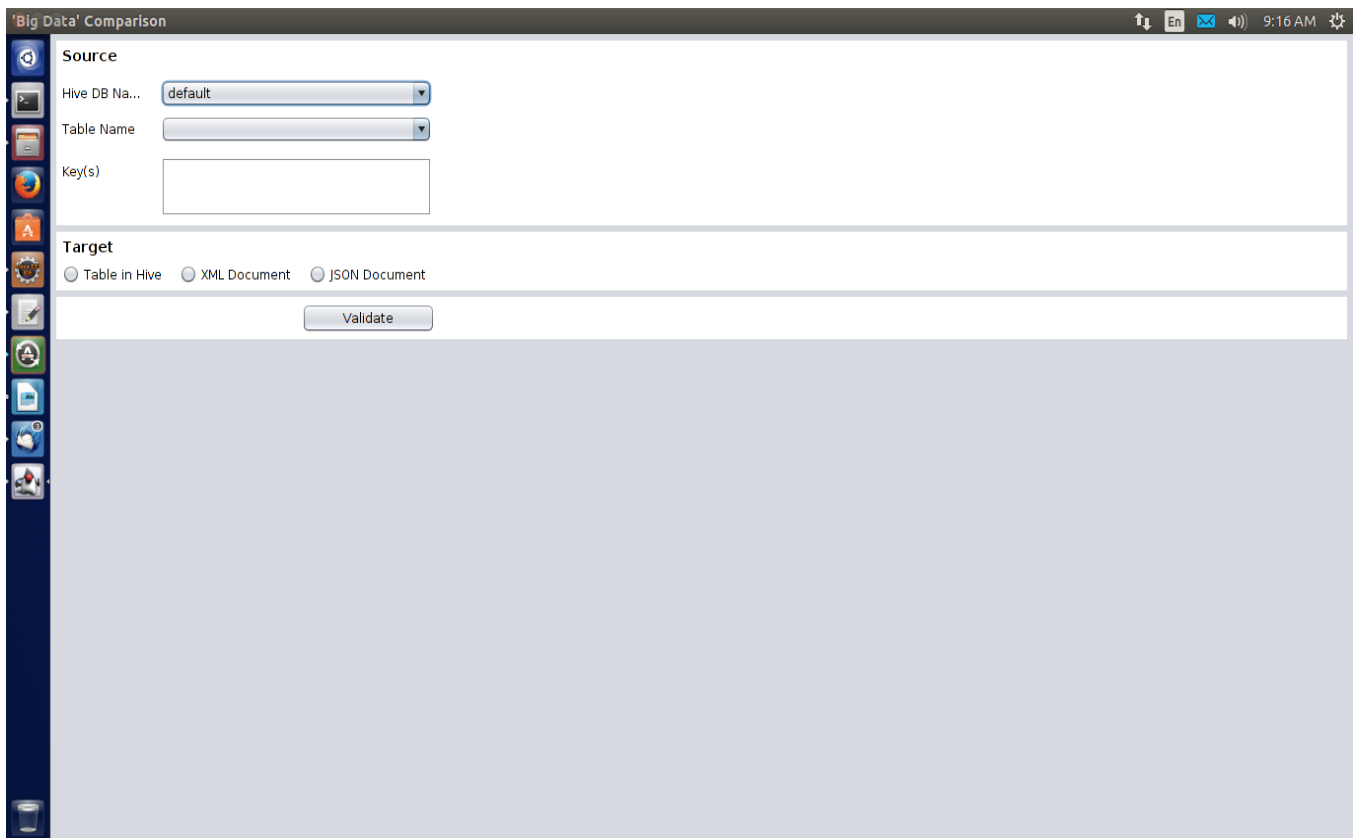 'Big Data' Comparison
En
9:16 AM
Source
Hive DB Na...
default
Table Name
Key(s)
Target
Table in Hive
XML Document
JSON Document
Validate